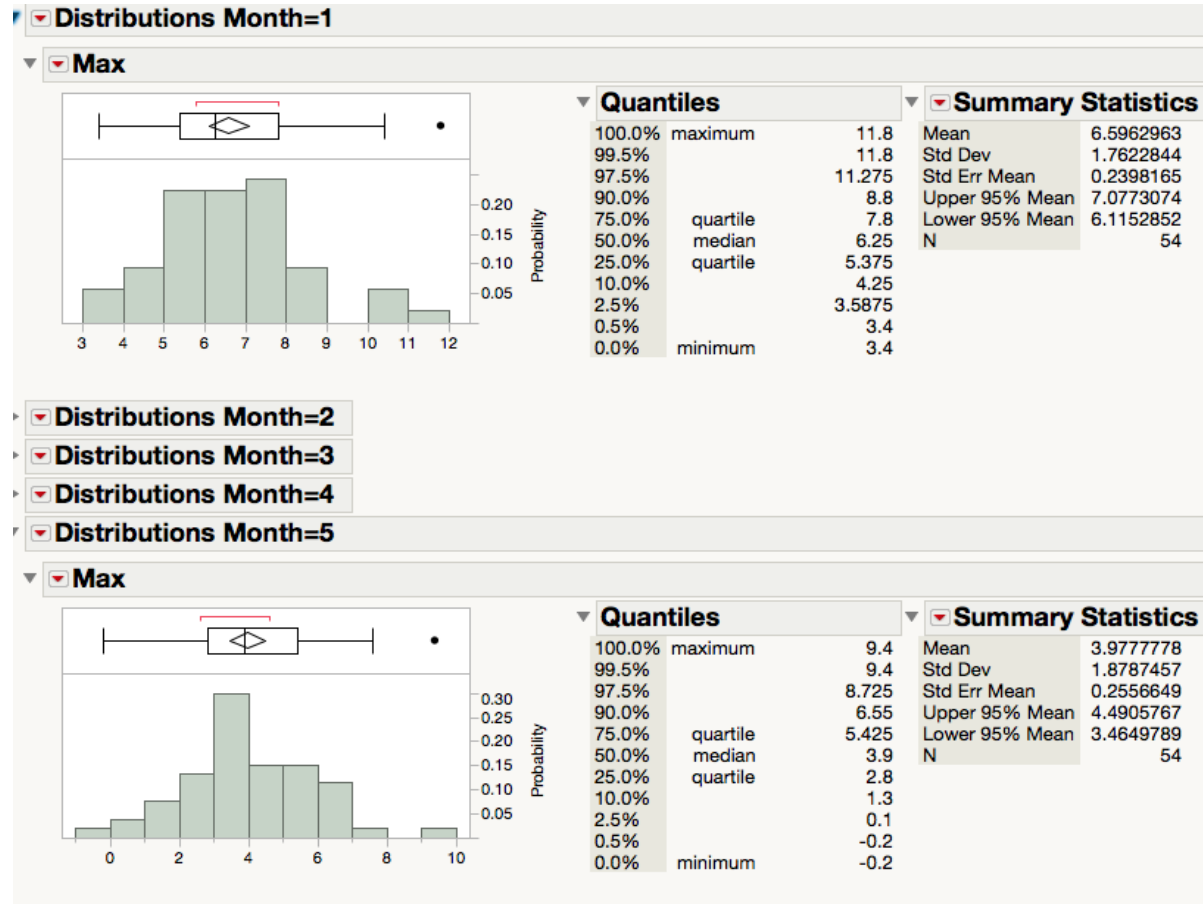 Distributions Month=1
Max
Quantiles
100.0% maximum 11.8
99.5% 11.8
97.5% 11.275
90.0% 8.8
75.0% quartile 7.8
50.0% median 6.25
25.0% quartile 5.375
10.0% 4.25
2.5% 3.5875
0.5% 3.4
0.0% minimum 3.4
Summary Statistics
Mean 6.5962963
Std Dev 1.7622844
Std Err Mean 0.2398165
Upper 95% Mean 7.0773074
Lower 95% Mean 6.1152852
N 54
0.20
0.15
0.10
0.05
Probability
3 4 5 6 7 8 9 10 11 12
Distributions Month=2
Distributions Month=3
Distributions Month=4
Distributions Month=5
Max
Quantiles
100.0% maximum 9.4
99.5% 9.4
97.5% 8.725
90.0% 6.55
75.0% quartile 5.425
50.0% median 3.9
25.0% quartile 2.8
10.0% 1.3
2.5% 0.1
0.5% -0.2
0.0% minimum -0.2
Summary Statistics
Mean 3.9777778
Std Dev 1.8787457
Std Err Mean 0.2556649
Upper 95% Mean 4.4905767
Lower 95% Mean 3.4649789
N 54
0.30
0.25
0.20
0.15
0.10
0.05
Probability
0 2 4 6 8 10